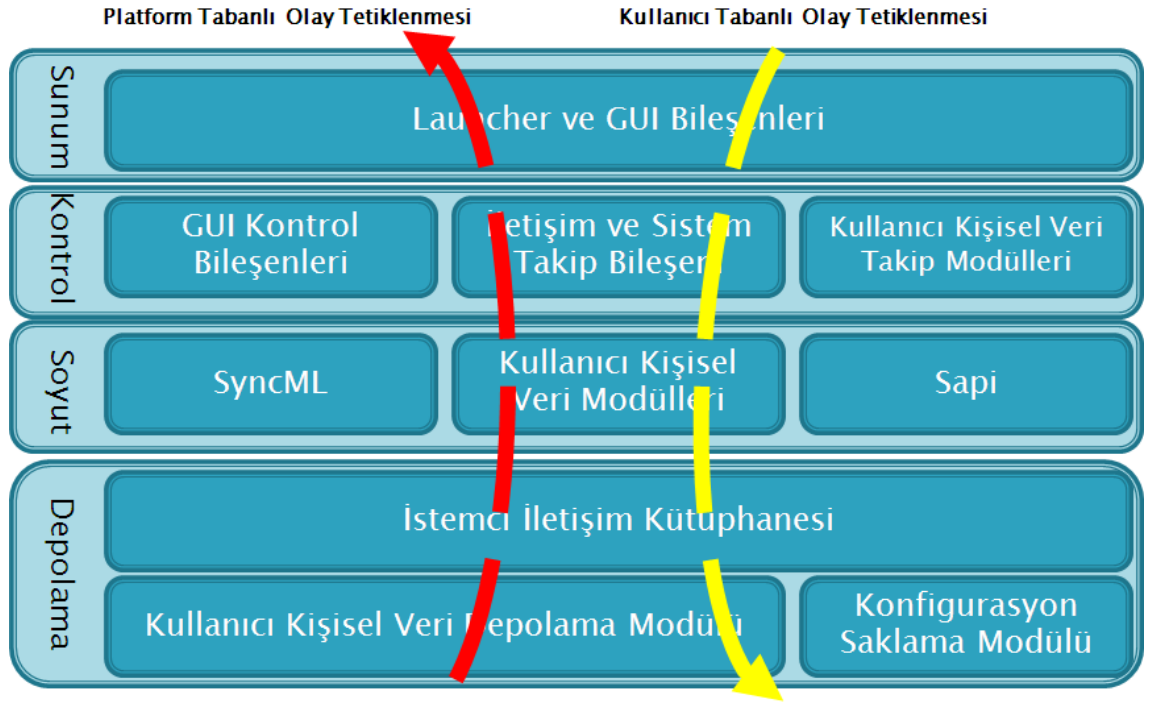 Platform Tabanlı Olay Tetiklenmesi
Kullanıcı Tabanlı Olay Tetiklenmesi
Sunum
Launcher ve GUI Bileşenleri
Kontrol
GUI Kontrol
Bileşenleri
İletişim ve Sistem
Takip Bileşeni
Kullanıcı Kişisel Veri
Takip Modülleri
Soyut
SyncML
Kullanıcı Kişisel
Veri Modülleri
Sapi
Depolama
İstemci İletişim Kütüphanesi
Kullanıcı Kişisel Veri Depolama Modülü
Konfigurasyon
Saklama Modülü